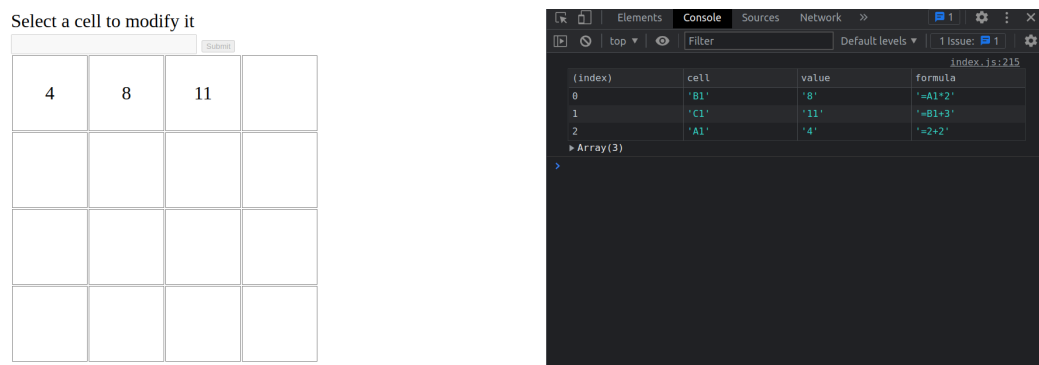 Select a cell to modify it
Submit
4 8 11
Elements Console Sources Network » 1
top ▼ Filter Default levels ▼ 1 Issue: 1
index.js:215
(index) cell value formula
0 'B1' '8' '=A1*2'
1 'C1' '11' '=B1+3'
2 'A1' '4' '=2+2'
▶ Array(3)
>